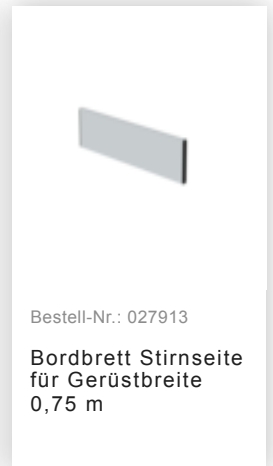 Bestell-Nr.: 027913
Bordbrett Stirnseite
für Gerüstbreite
0,75 m